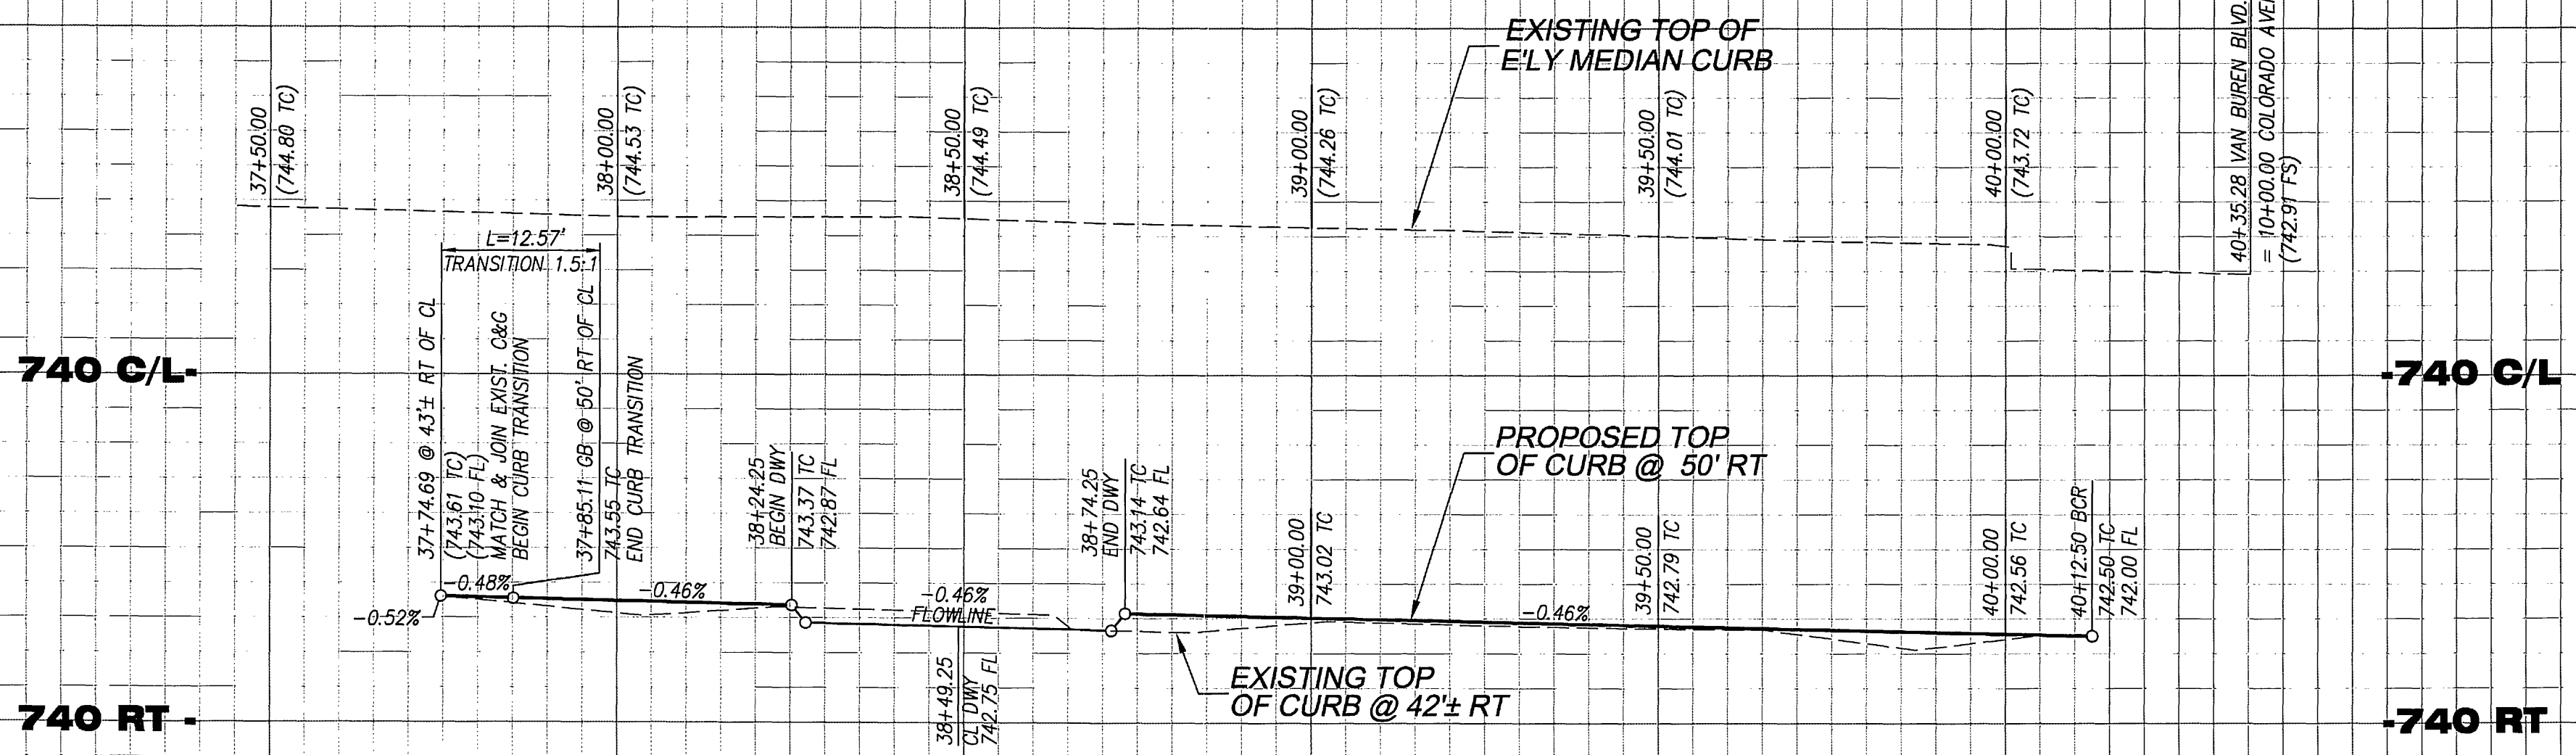 EXISTING TOP OF
E'LY MEDIAN CURB
37+50.00
(744.80 TC)
38+00.00
(744.53 TC)
38+50.00
(744.49 TC)
39+00.00
(744.26 TC)
39+50.00
(744.01 TC)
40+00.00
(743.72 TC)
40+35.28 VAN BUREN BLVD.
= 10+00.00 COLORADO AVE
(742.91 FS)
L=12.57'
TRANSITION 1.5:1
740 C/L-
-740 C/L
37+74.69 @ 43'± RT OF CL
(743.61 TC)
(743.10 FL)
MATCH & JOIN EXIST. C&G
BEGIN CURB TRANSITION
37+85.11 GB @ 50' RT OF CL
743.55 TC
END CURB TRANSITION
38+24.25
BEGIN DWY
743.37 TC
742.87 FL
38+74.25
END DWY
743.14 TC
742.64 FL
PROPOSED TOP
OF CURB @ 50' RT
39+00.00
743.02 TC
39+50.00
742.79 TC
40+00.00
742.56 TC
40+12.50 BCR
742.50 TC
742.00 FL
-0.52%
-0.48%
-0.46%
-0.46%
FLOWLINE
-0.46%
38+49.25
CL DWY
742.75 FL
EXISTING TOP
OF CURB @ 42'± RT
740 RT -
-740 RT